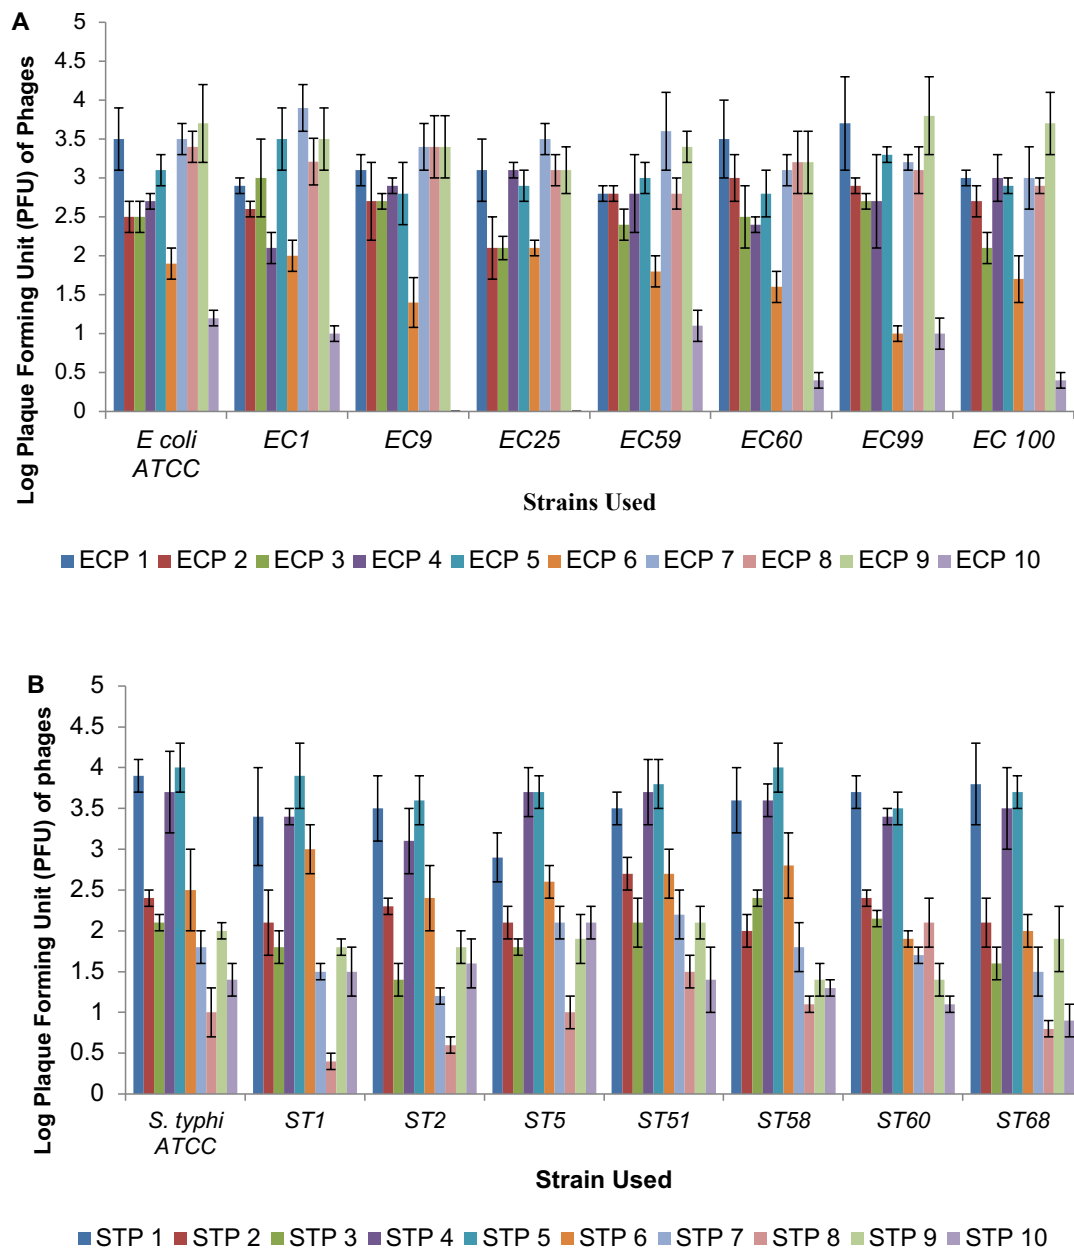 A
Log Plaque Forming Unit (PFU) of Phages
5
4.5
4
3.5
3
2.5
2
1.5
1
0.5
0
E coli ATCC EC1 EC9 EC25 EC59 EC60 EC99 EC 100
Strains Used
ECP 1 ECP 2 ECP 3 ECP 4 ECP 5 ECP 6 ECP 7 ECP 8 ECP 9 ECP 10
B
Log Plaque Forming Unit (PFU) of phages
5
4.5
4
3.5
3
2.5
2
1.5
1
0.5
0
S. typhi ATCC ST1 ST2 ST5 ST51 ST58 ST60 ST68
Strain Used
STP 1 STP 2 STP 3 STP 4 STP 5 STP 6 STP 7 STP 8 STP 9 STP 10